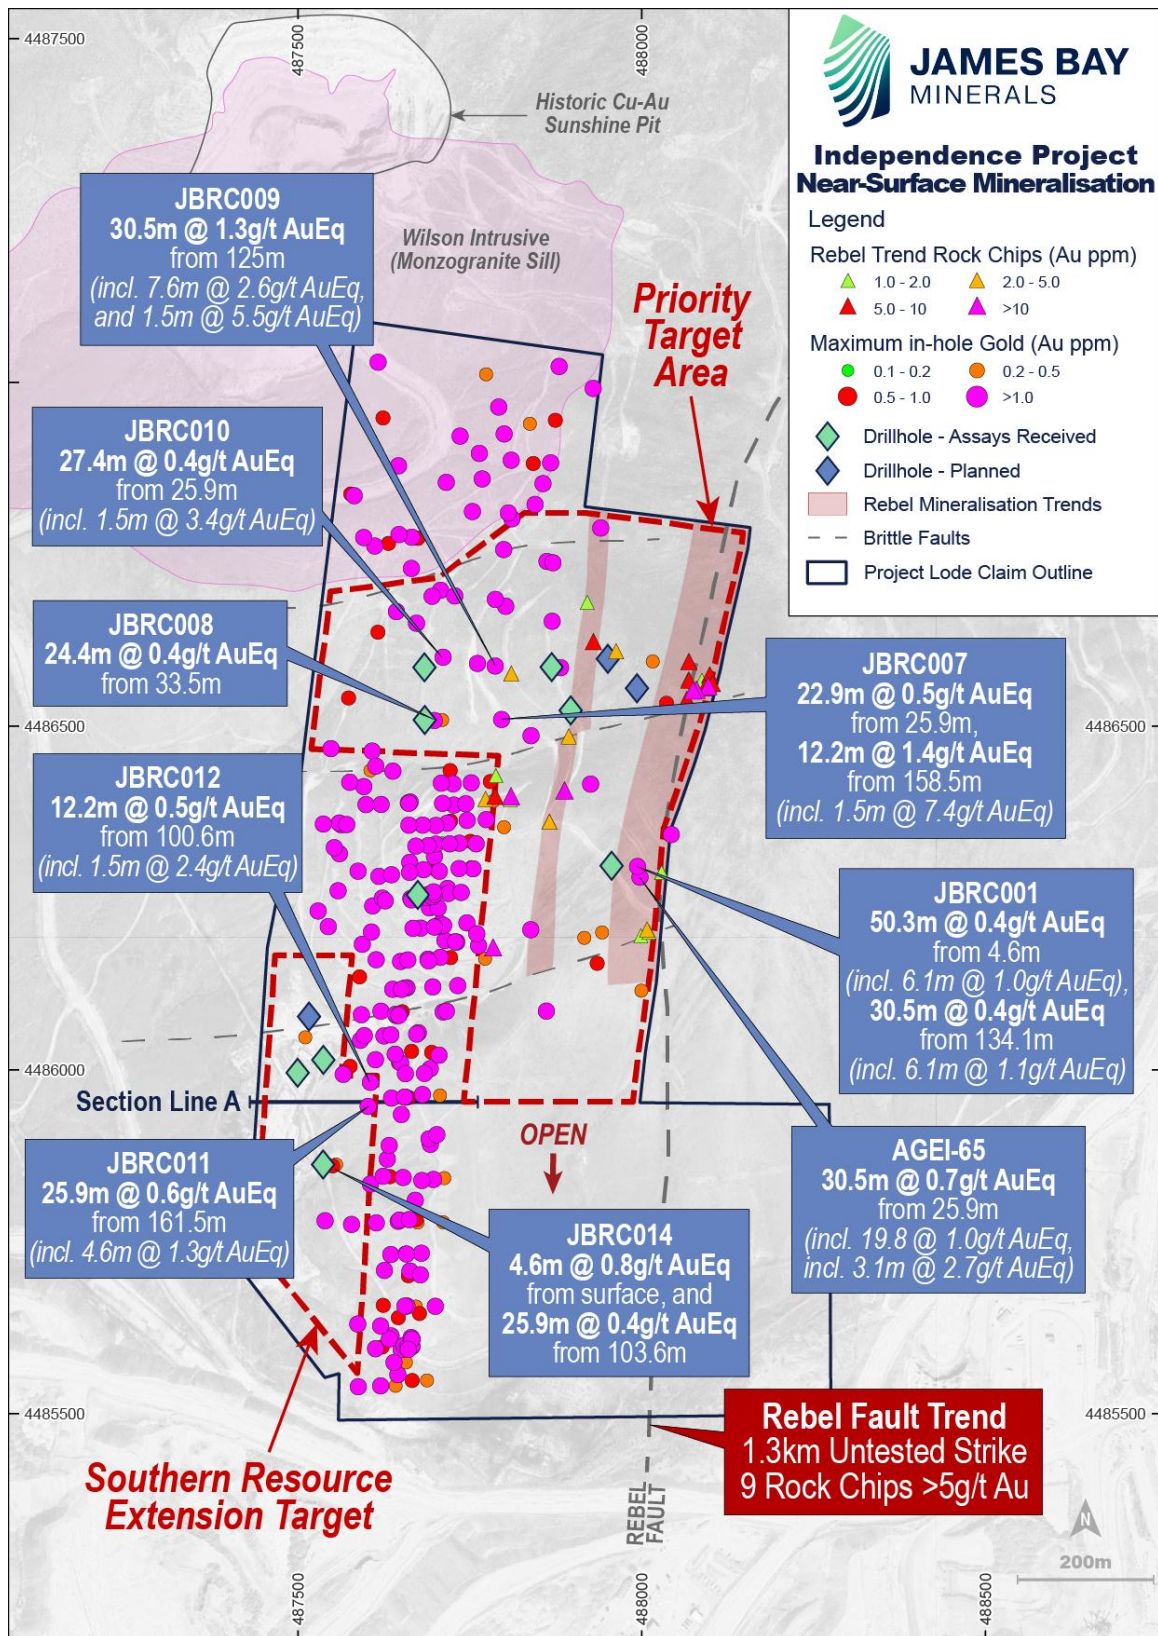 4487500
487500
488000
JAMES BAY
MINERALS
Independence Project
Near-Surface Mineralisation
Legend
Rebel Trend Rock Chips (Au ppm)
1.0 - 2.0
2.0 - 5.0
5.0 - 10
>10
Maximum in-hole Gold (Au ppm)
0.1 - 0.2
0.2 - 0.5
0.5 - 1.0
>1.0
Drillhole - Assays Received
Drillhole - Planned
Rebel Mineralisation Trends
Brittle Faults
Project Lode Claim Outline
Historic Cu-Au
Sunshine Pit
Wilson Intrusive
(Monzogranite Sill)
JBRC009
30.5m @ 1.3g/t AuEq
from 125m
(incl. 7.6m @ 2.6g/t AuEq,
and 1.5m @ 5.5g/t AuEq)
Priority
Target
Area
JBRC010
27.4m @ 0.4g/t AuEq
from 25.9m
(incl. 1.5m @ 3.4g/t AuEq)
JBRC008
24.4m @ 0.4g/t AuEq
from 33.5m
JBRC007
22.9m @ 0.5g/t AuEq
from 25.9m,
12.2m @ 1.4g/t AuEq
from 158.5m
(incl. 1.5m @ 7.4g/t AuEq)
4486500
4486500
JBRC012
12.2m @ 0.5g/t AuEq
from 100.6m
(incl. 1.5m @ 2.4g/t AuEq)
JBRC001
50.3m @ 0.4g/t AuEq
from 4.6m
(incl. 6.1m @ 1.0g/t AuEq),
30.5m @ 0.4g/t AuEq
from 134.1m
(incl. 6.1m @ 1.1g/t AuEq)
4486000
4486000
Section Line A
OPEN
JBRC011
25.9m @ 0.6g/t AuEq
from 161.5m
(incl. 4.6m @ 1.3g/t AuEq)
AGEI-65
30.5m @ 0.7g/t AuEq
from 25.9m
(incl. 19.8 @ 1.0g/t AuEq,
incl. 3.1m @ 2.7g/t AuEq)
JBRC014
4.6m @ 0.8g/t AuEq
from surface, and
25.9m @ 0.4g/t AuEq
from 103.6m
4485500
4485500
Rebel Fault Trend
1.3km Untested Strike
9 Rock Chips >5g/t Au
Southern Resource
Extension Target
REBEL
FAULT
N
200m
487500
488000
488500